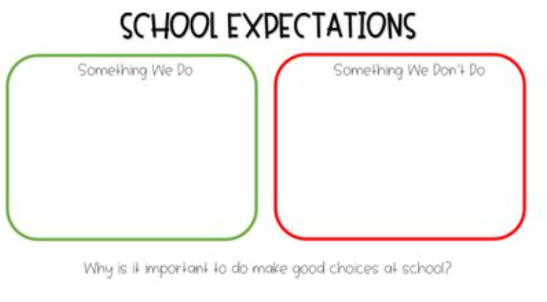 SCHOOL EXPECTATIONS
Something We Do
Something We Don't Do
Why is it important to do make good choices at school?